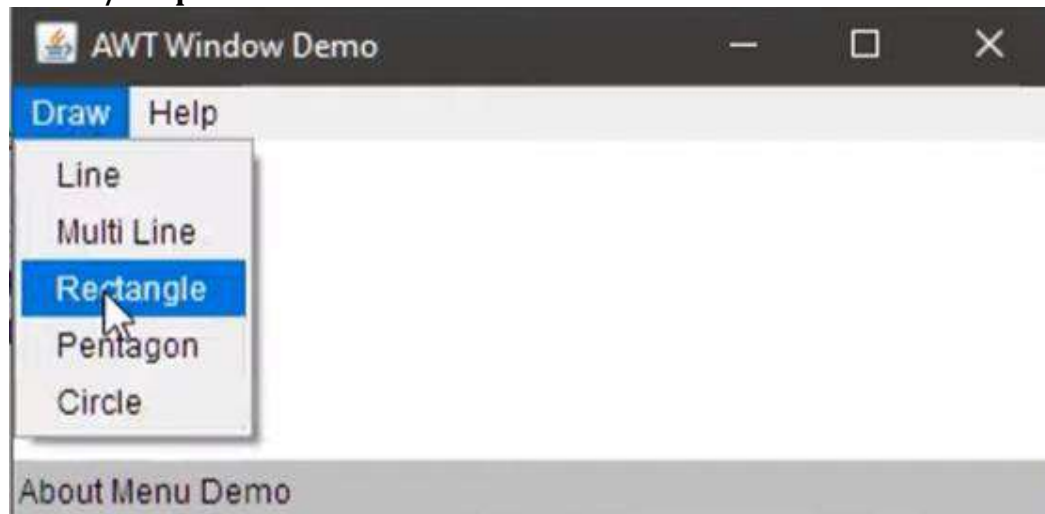 AWT Window Demo
Draw Help
Line
Multi Line
Rectangle
Pentagon
Circle
About Menu Demo